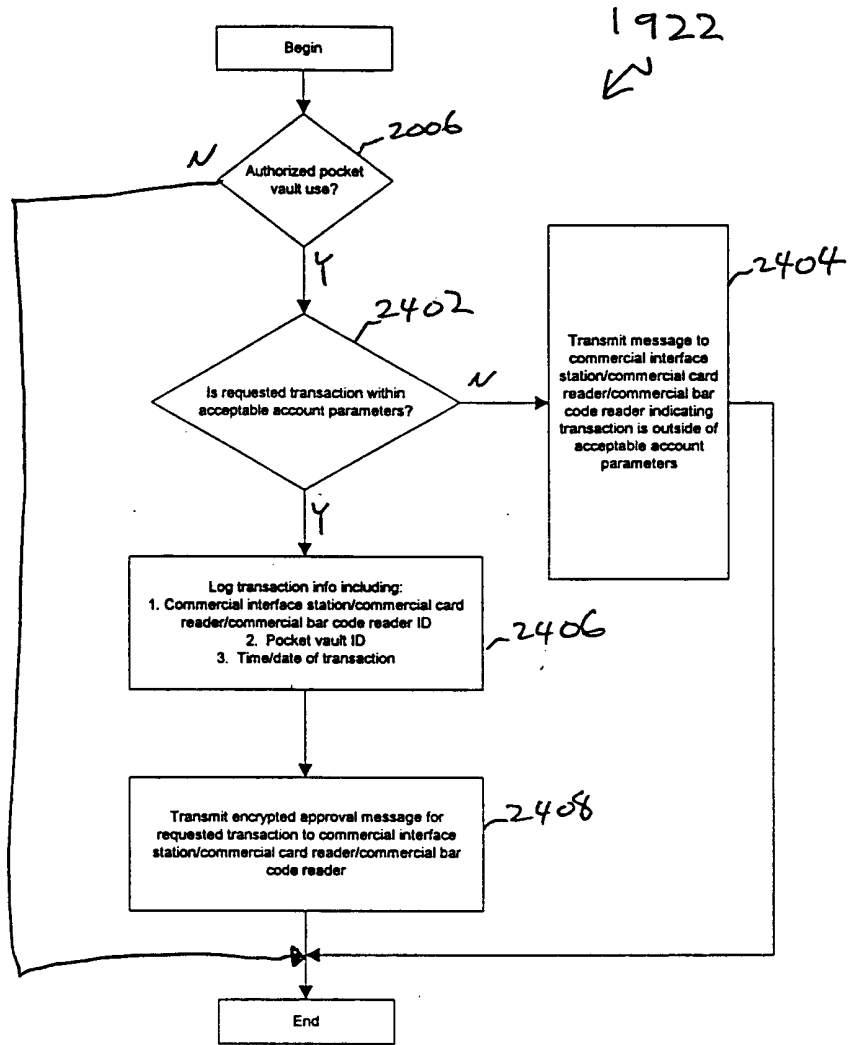 1922
Begin
2006
N
Authorized pocket
vault use?
Y
2404
2402
Transmit message to
commercial interface
station/commercial card
reader/commercial bar
code reader indicating
transaction is outside of
acceptable account
parameters
N
Is requested transaction within
acceptable account parameters?
Y
Log transaction info including:
1. Commercial interface station/commercial card
reader/commercial bar code reader ID
2. Pocket vault ID
3. Time/date of transaction
2406
Transmit encrypted approval message for
requested transaction to commercial interface
station/commercial card reader/commercial bar
code reader
2408
End